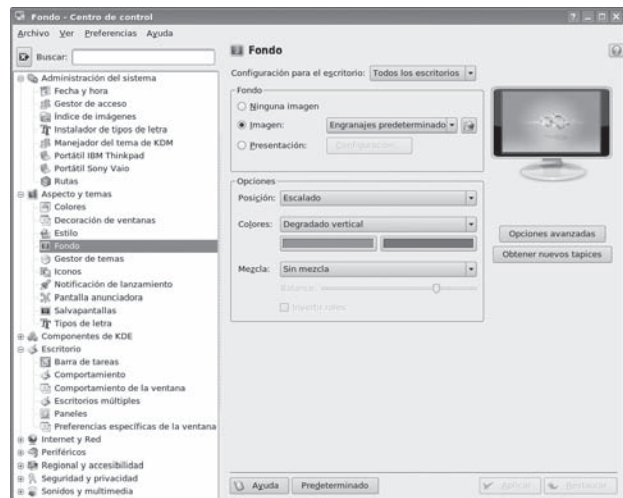 Fondo - Centro de control
Archivo Ver Preferencias Ayuda
Buscar:
Administración del sistema
Fecha y hora
Gestor de acceso
Índice de imágenes
Instalador de tipos de letra
Manejador del tema de KDM
Portátil IBM Thinkpad
Portátil Sony Vaio
Rutas
Aspecto y temas
Colores
Decoración de ventanas
Estilo
Fondo
Gestor de temas
Iconos
Notificación de lanzamiento
Pantalla anunciadora
Salvapantallas
Tipos de letra
Componentes de KDE
Escritorio
Barra de tareas
Comportamiento
Comportamiento de la ventana
Escritorios múltiples
Paneles
Preferencias específicas de la ventana
Internet y Red
Periféricos
Regional y accesibilidad
Seguridad y privacidad
Sonidos y multimedia
Fondo
Configuración para el escritorio: Todos los escritorios
Fondo
Ninguna imagen
Imagen: Engranajes predeterminado
Presentación: Configuración...
Opciones
Posición: Escalado
Colores: Degradado vertical
Mezcla: Sin mezcla
Balance:
Invertir roles
Opciones avanzadas
Obtener nuevos tapices
Ayuda Predeterminado Aplicar Restaurar